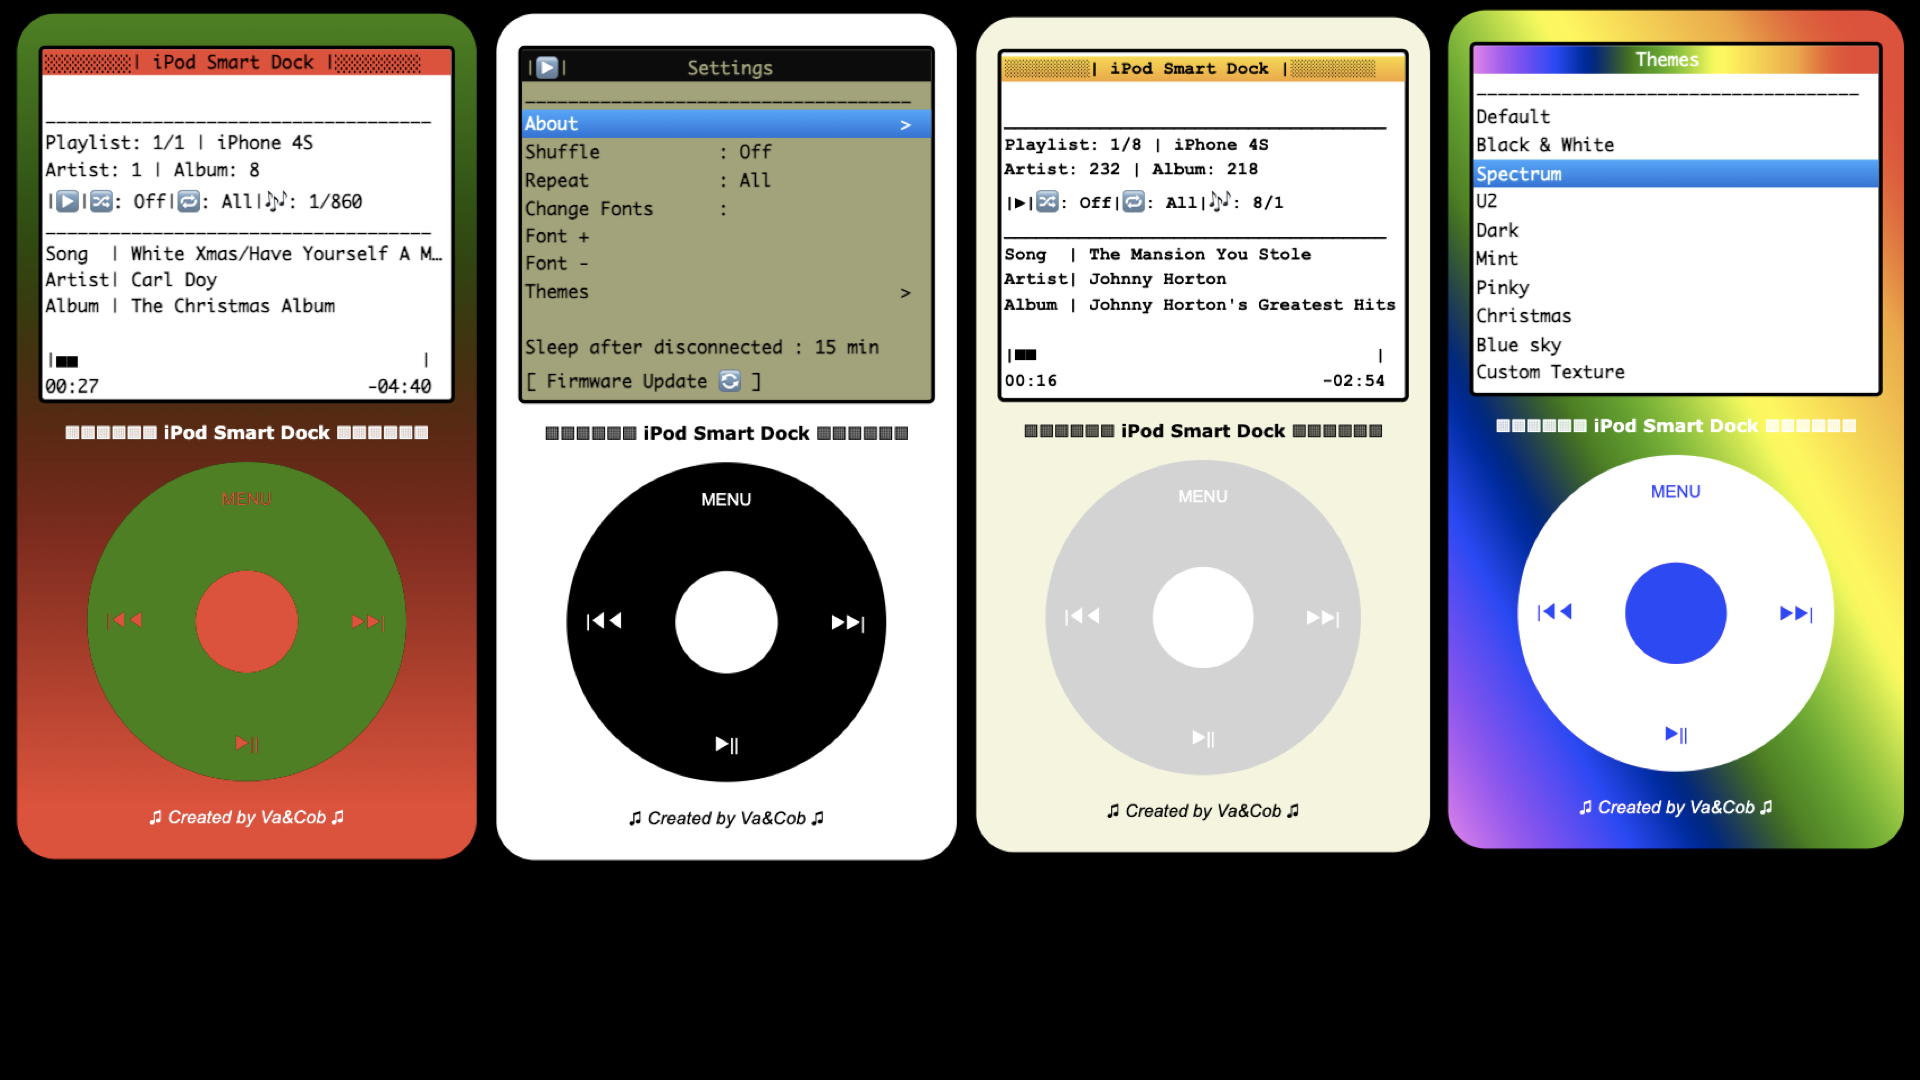 | iPod Smart Dock |
Playlist: 1/1 | iPhone 4S
Artist: 1 | Album: 8
|▶|🔀: Off|🔁: All|🎶: 1/860
Song | White Xmas/Have Yourself A M…
Artist| Carl Doy
Album | The Christmas Album
00:27 -04:40
iPod Smart Dock
MENU
♫ Created by Va&Cob ♫
|▶| Settings
About >
Shuffle : Off
Repeat : All
Change Fonts :
Font +
Font -
Themes >
Sleep after disconnected : 15 min
[ Firmware Update 🔄 ]
iPod Smart Dock
MENU
♫ Created by Va&Cob ♫
| iPod Smart Dock |
Playlist: 1/8 | iPhone 4S
Artist: 232 | Album: 218
|▶|🔀: Off|🔁: All|🎶: 8/1
Song | The Mansion You Stole
Artist| Johnny Horton
Album | Johnny Horton's Greatest Hits
00:16 -02:54
iPod Smart Dock
MENU
♫ Created by Va&Cob ♫
Themes
Default
Black & White
Spectrum
U2
Dark
Mint
Pinky
Christmas
Blue sky
Custom Texture
iPod Smart Dock
MENU
♫ Created by Va&Cob ♫